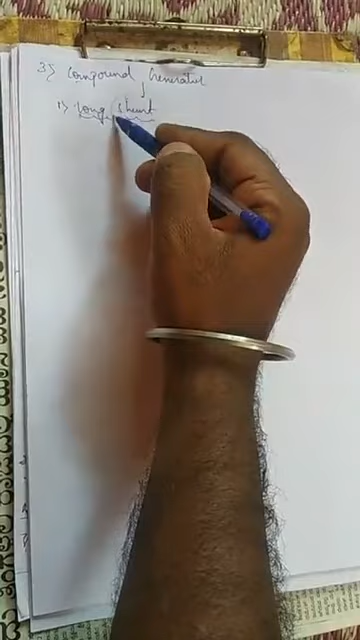 3) Compound Generator
↓
1) Long Shunt